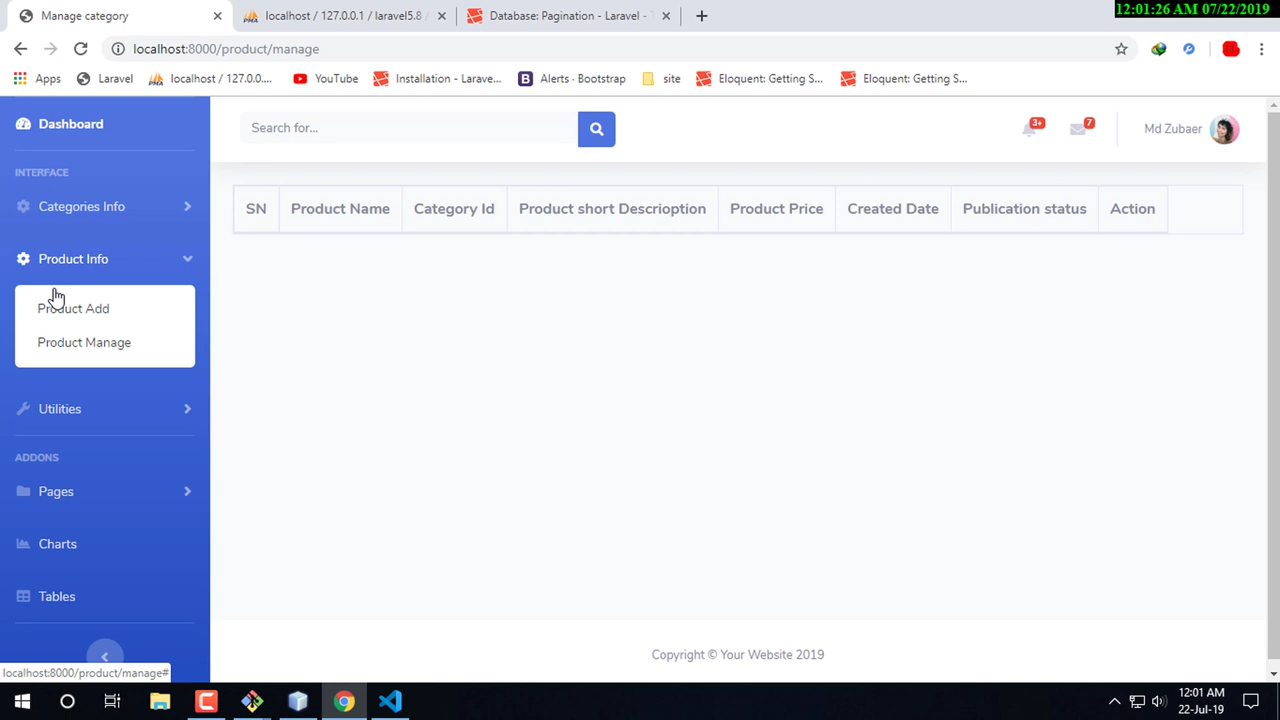 12:01:26 AM 07/22/2019
Manage category
localhost / 127.0.0.1 / laravel5.8 /
Database: Pagination - Laravel -
localhost:8000/product/manage
Apps
Laravel
localhost / 127.0.0....
YouTube
Installation - Larave...
Alerts · Bootstrap
site
Eloquent: Getting S...
Eloquent: Getting S...
Dashboard
INTERFACE
Categories Info
Product Info
Product Add
Product Manage
Utilities
ADDONS
Pages
Charts
Tables
Search for...
3+
7
Md Zubaer
SN
Product Name
Category Id
Product short Descrioption
Product Price
Created Date
Publication status
Action
Copyright © Your Website 2019
localhost:8000/product/manage#
12:01 AM
22-Jul-19